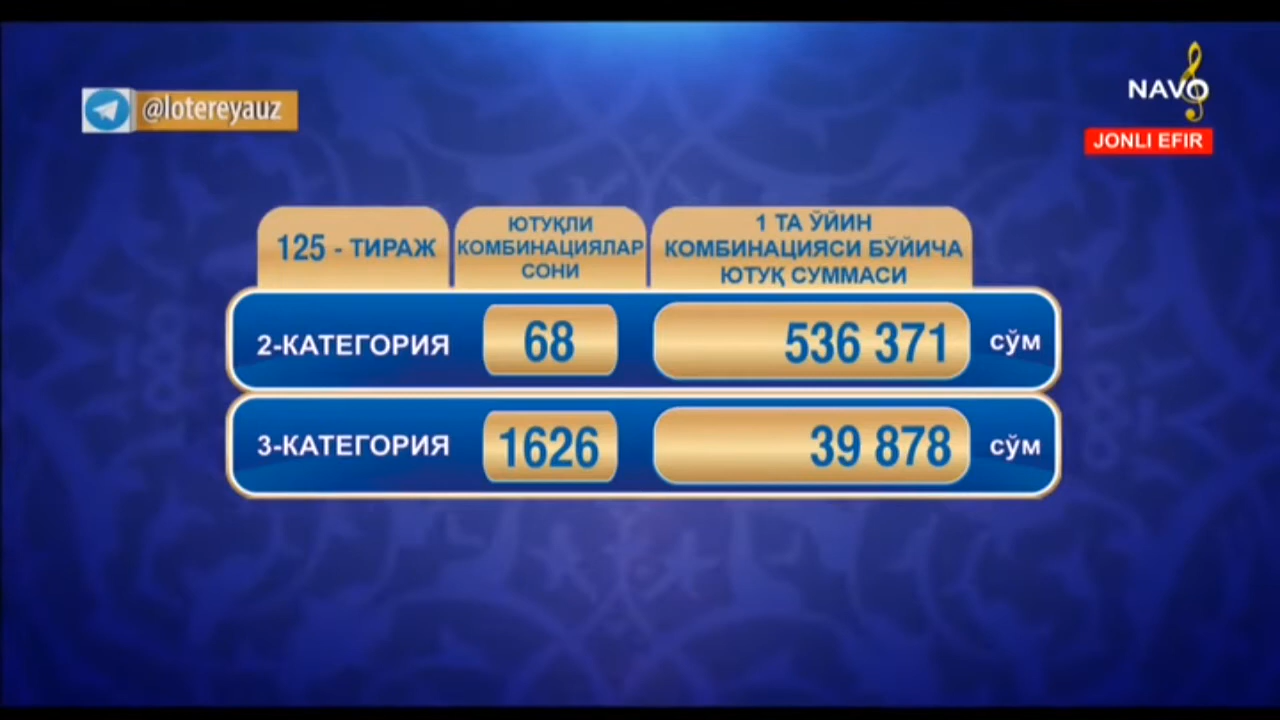 @lotereyauz
NAVO
JONLI EFIR
125 - ТИРАЖ
ЮТУҚЛИ
КОМБИНАЦИЯЛАР
СОНИ
1 ТА ЎЙИН
КОМБИНАЦИЯСИ БЎЙИЧА
ЮТУҚ СУММАСИ
2-КАТЕГОРИЯ 68 536 371 сўм
3-КАТЕГОРИЯ 1626 39 878 сўм